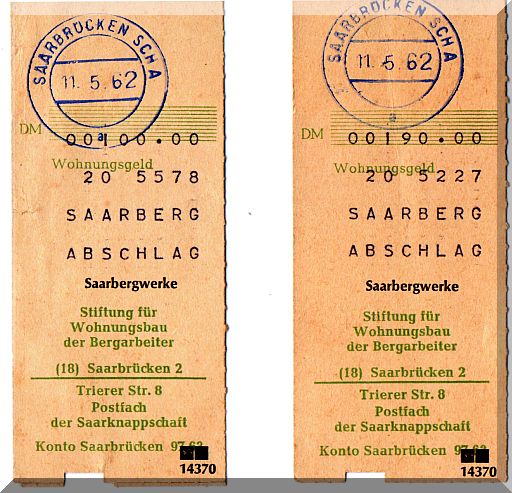 SAARBRÜCKEN SCHA
11.5.62
a
DM 00100.00
Wohnungsgeld
20 5578
SAARBERG
ABSCHLAG
Saarbergwerke
Stiftung für
Wohnungsbau
der Bergarbeiter
(18) Saarbrücken 2
Trierer Str. 8
Postfach
der Saarknappschaft
Konto Saarbrücken
14370
SAARBRÜCKEN SCHA
11.5.62
a
DM 00190.00
Wohnungsgeld
20 5227
SAARBERG
ABSCHLAG
Saarbergwerke
Stiftung für
Wohnungsbau
der Bergarbeiter
(18) Saarbrücken 2
Trierer Str. 8
Postfach
der Saarknappschaft
Konto Saarbrücken
14370